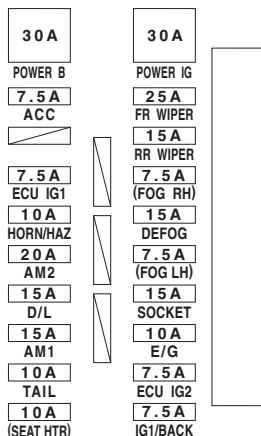 30A
POWER B
7.5A
ACC
7.5A
ECU IG1
10A
HORN/HAZ
20A
AM2
15A
D/L
15A
AM1
10A
TAIL
10A
(SEAT HTR)
30A
POWER IG
25A
FR WIPER
15A
RR WIPER
7.5A
(FOG RH)
15A
DEFOG
7.5A
(FOG LH)
15A
SOCKET
10A
E/G
7.5A
ECU IG2
7.5A
IG1/BACK